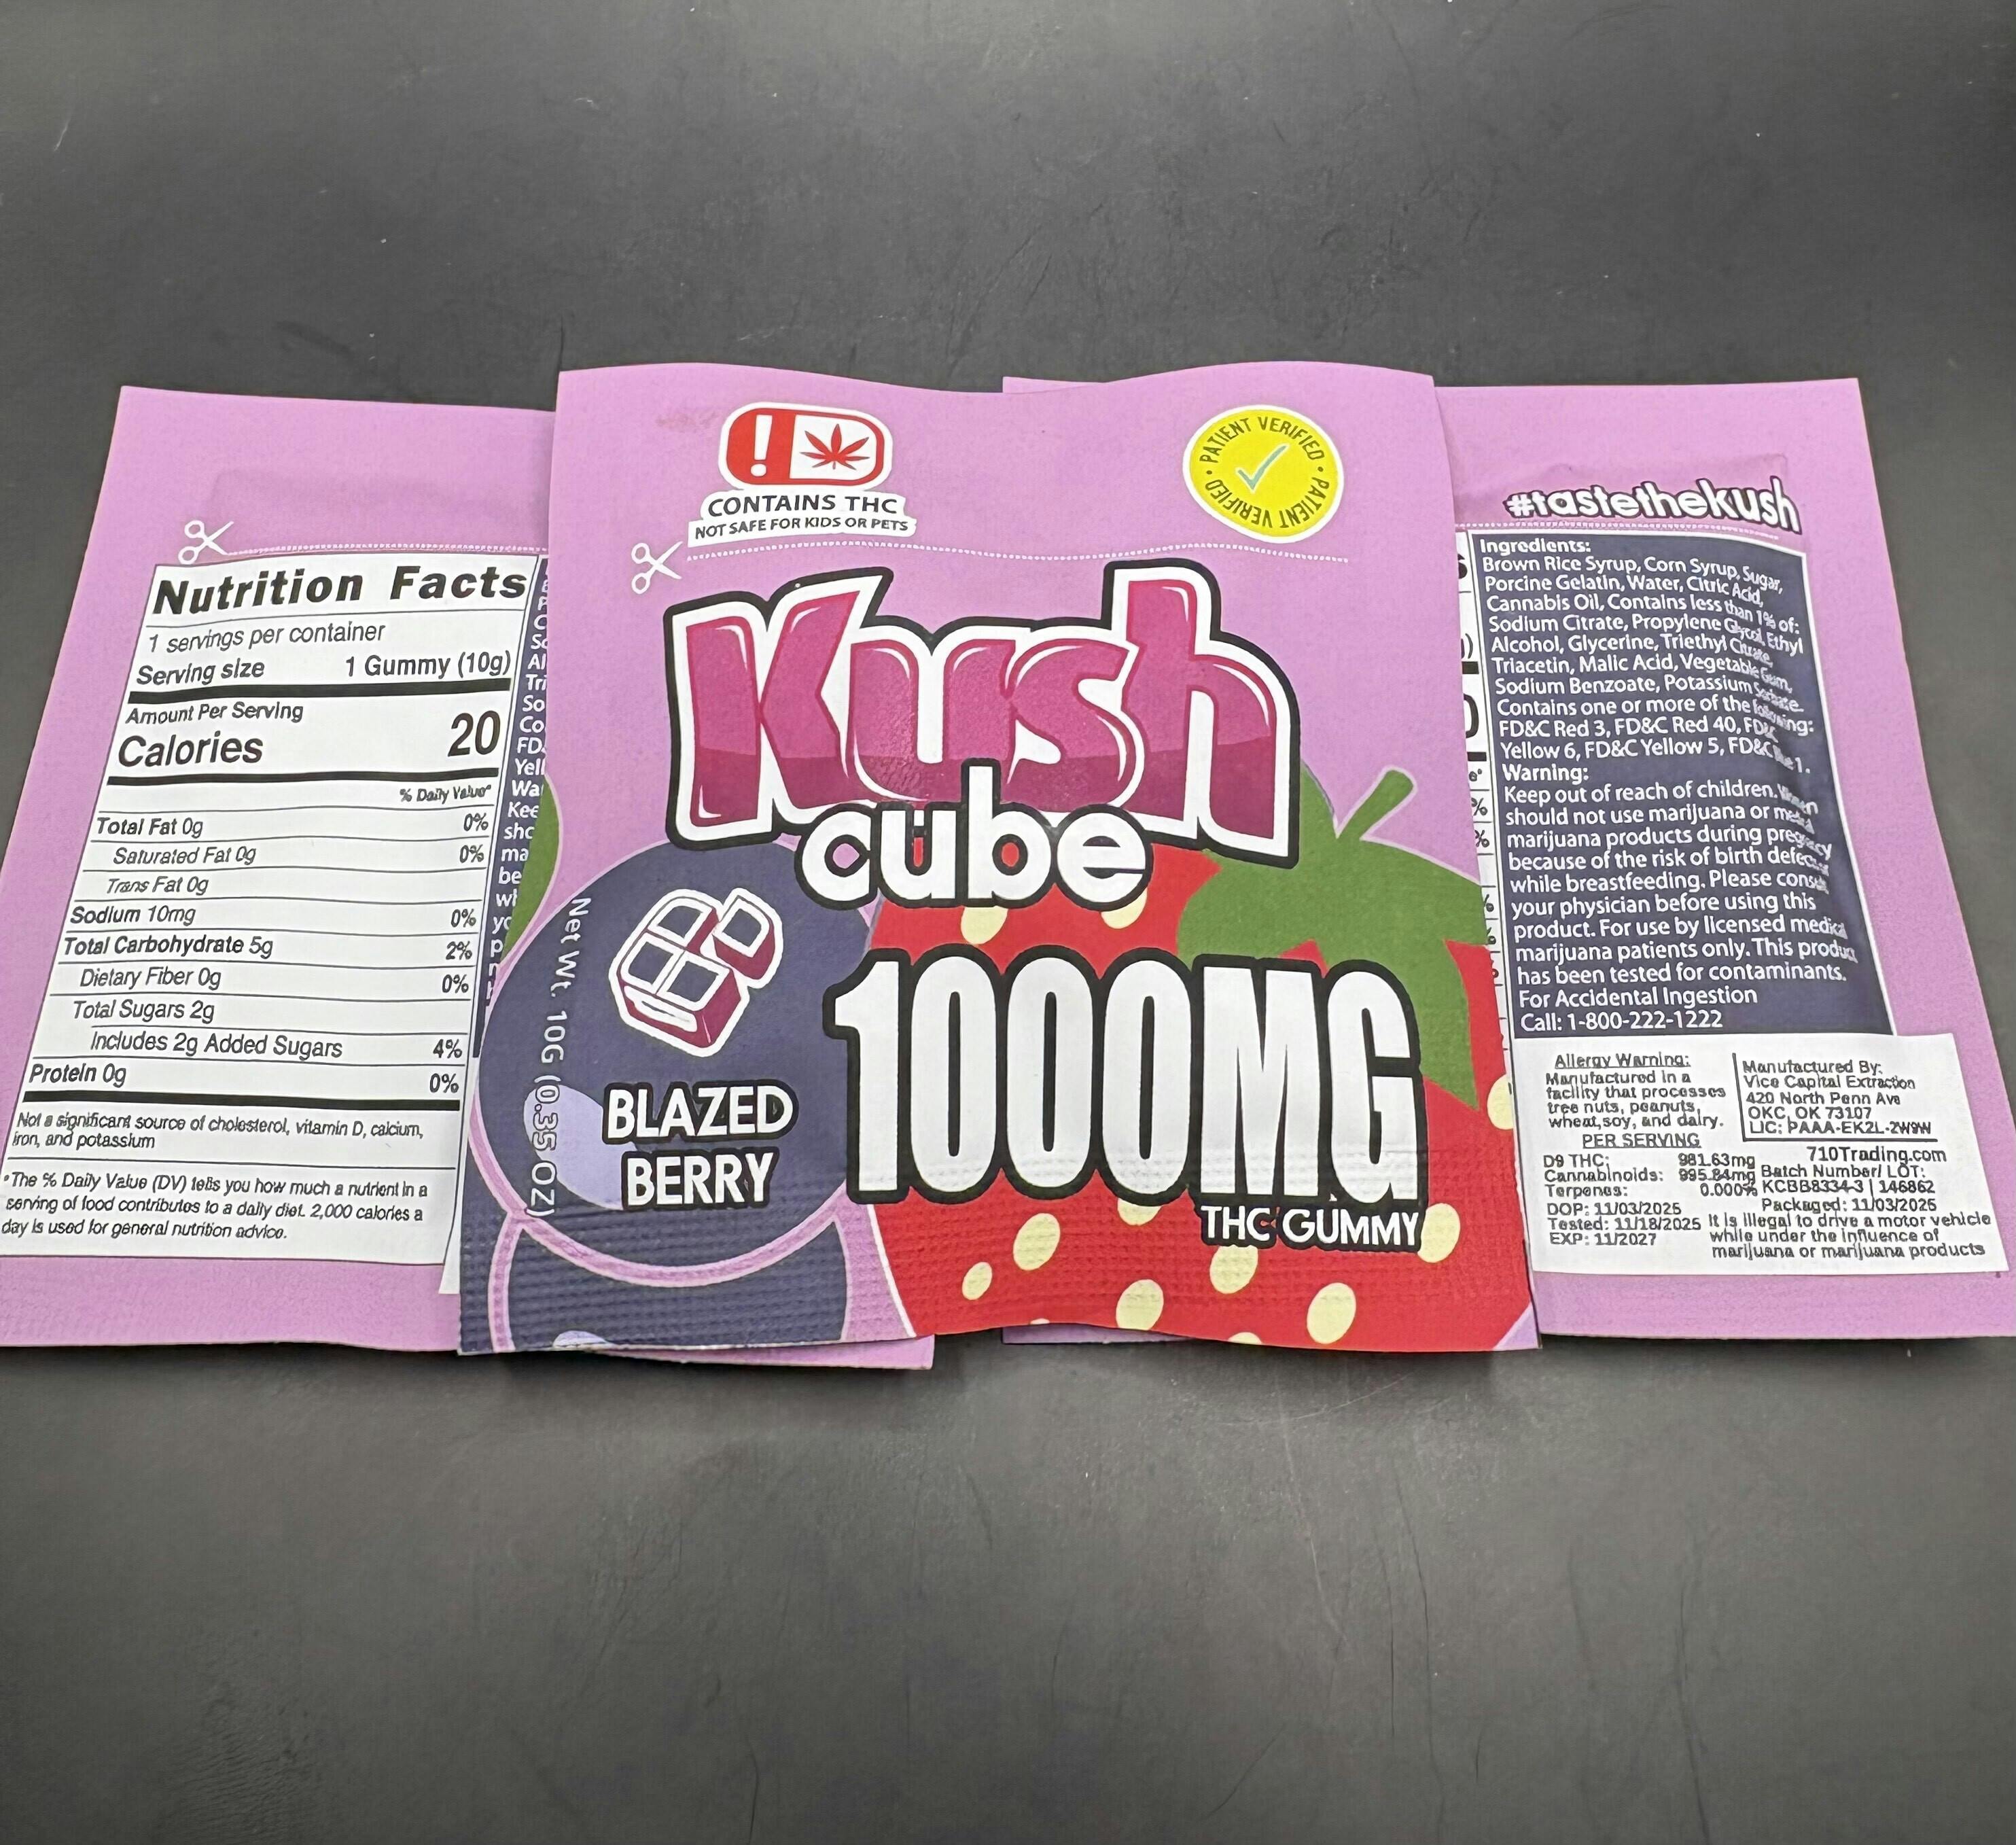 Nutrition Facts
1 servings per container
Serving size 1 Gummy (10g)
Amount Per Serving
Calories 20
% Daily Value*
Total Fat 0g 0%
Saturated Fat 0g 0%
Trans Fat 0g
Sodium 10mg 0%
Total Carbohydrate 5g 2%
Dietary Fiber 0g 0%
Total Sugars 2g
Includes 2g Added Sugars 4%
Protein 0g 0%
Not a significant source of cholesterol, vitamin D, calcium,
iron, and potassium
*The % Daily Value (DV) tells you how much a nutrient in a
serving of food contributes to a daily diet. 2,000 calories a
day is used for general nutrition advice.
!
CONTAINS THC
NOT SAFE FOR KIDS OR PETS
PATIENT VERIFIED • PATIENT VERIFIED •
Kush
cube
Net Wt. 10G (0.35 OZ)
BLAZED
BERRY
1000MG
THC GUMMY
#tastethekush
Ingredients:
Brown Rice Syrup, Corn Syrup, Sugar,
Porcine Gelatin, Water, Citric Acid,
Cannabis Oil, Contains less than 1% of:
Sodium Citrate, Propylene Glycol, Ethyl
Alcohol, Glycerine, Triethyl Citrate,
Triacetin, Malic Acid, Vegetable Gum,
Sodium Benzoate, Potassium Sorbate.
Contains one or more of the following:
FD&C Red 3, FD&C Red 40, FD&C
Yellow 6, FD&C Yellow 5, FD&C Blue 1.
Warning:
Keep out of reach of children. Women
should not use marijuana or medical
marijuana products during pregnancy
because of the risk of birth defects or
while breastfeeding. Please consult
your physician before using this
product. For use by licensed medical
marijuana patients only. This product
has been tested for contaminants.
For Accidental Ingestion
Call: 1-800-222-1222
Allergy Warning:
Manufactured in a
facility that processes
tree nuts, peanuts,
wheat,soy, and dairy.
Manufactured By:
Vice Capital Extraction
420 North Penn Ave
OKC, OK 73107
LIC: PAAA-EK2L-2W9W
PER SERVING
D9 THC: 981.63mg
Cannabinoids: 995.84mg
Terpenes: 0.000%
DOP: 11/03/2025
Tested: 11/18/2025
EXP: 11/2027
710Trading.com
Batch Number/ LOT:
KCBB8334-3 | 146862
Packaged: 11/03/2025
It is illegal to drive a motor vehicle
while under the influence of
marijuana or marijuana products